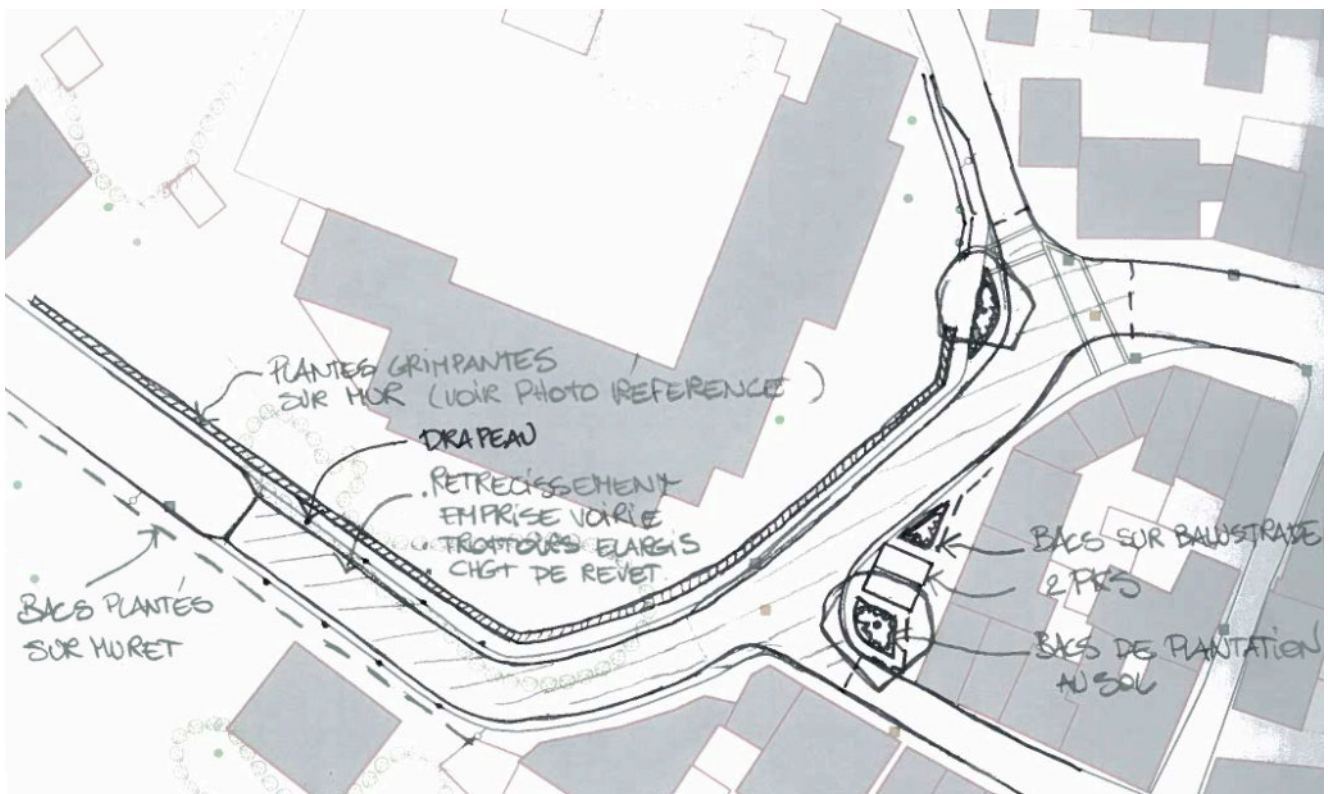 PLANTES GRIMPANTES
SUR MUR (VOIR PHOTO REFERENCE)
DRAPEAU
. RETRECISSEMENT
EMPRISE VOIRIE
. TROTTOIRS ELARGIS
. CHGT DE REVET.
BACS PLANTÉS
SUR MURET
BACS SUR BALUSTRADE
2 PKS
BACS DE PLANTATION
AU SOL